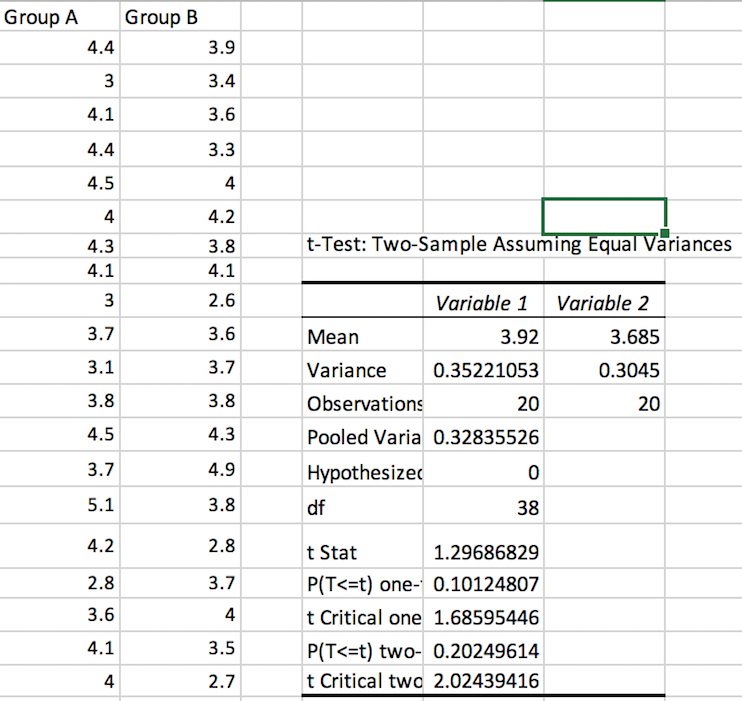 Group A Group B
4.4 3.9
3 3.4
4.1 3.6
4.4 3.3
4.5 4
4 4.2
4.3 3.8 t-Test: Two-Sample Assuming Equal Variances
4.1 4.1
3 2.6 Variable 1 Variable 2
3.7 3.6 Mean 3.92 3.685
3.1 3.7 Variance 0.35221053 0.3045
3.8 3.8 Observations 20 20
4.5 4.3 Pooled Varia 0.32835526
3.7 4.9 Hypothesized 0
5.1 3.8 df 38
4.2 2.8 t Stat 1.29686829
2.8 3.7 P(T<=t) one- 0.10124807
3.6 4 t Critical one 1.68595446
4.1 3.5 P(T<=t) two- 0.20249614
4 2.7 t Critical two 2.02439416